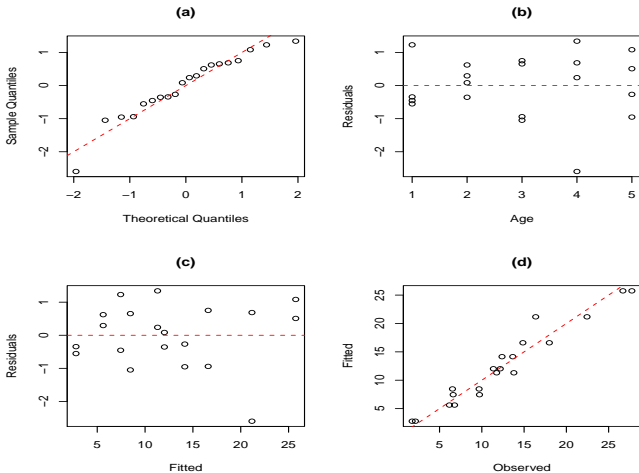 (a)
Sample Quantiles
1
0
−1
−2
−2 −1 0 1 2
Theoretical Quantiles
(b)
Residuals
1
0
−1
−2
1 2 3 4 5
Age
(c)
Residuals
1
0
−1
−2
5 10 15 20 25
Fitted
(d)
Fitted
25
20
15
10
5
5 10 15 20 25
Observed